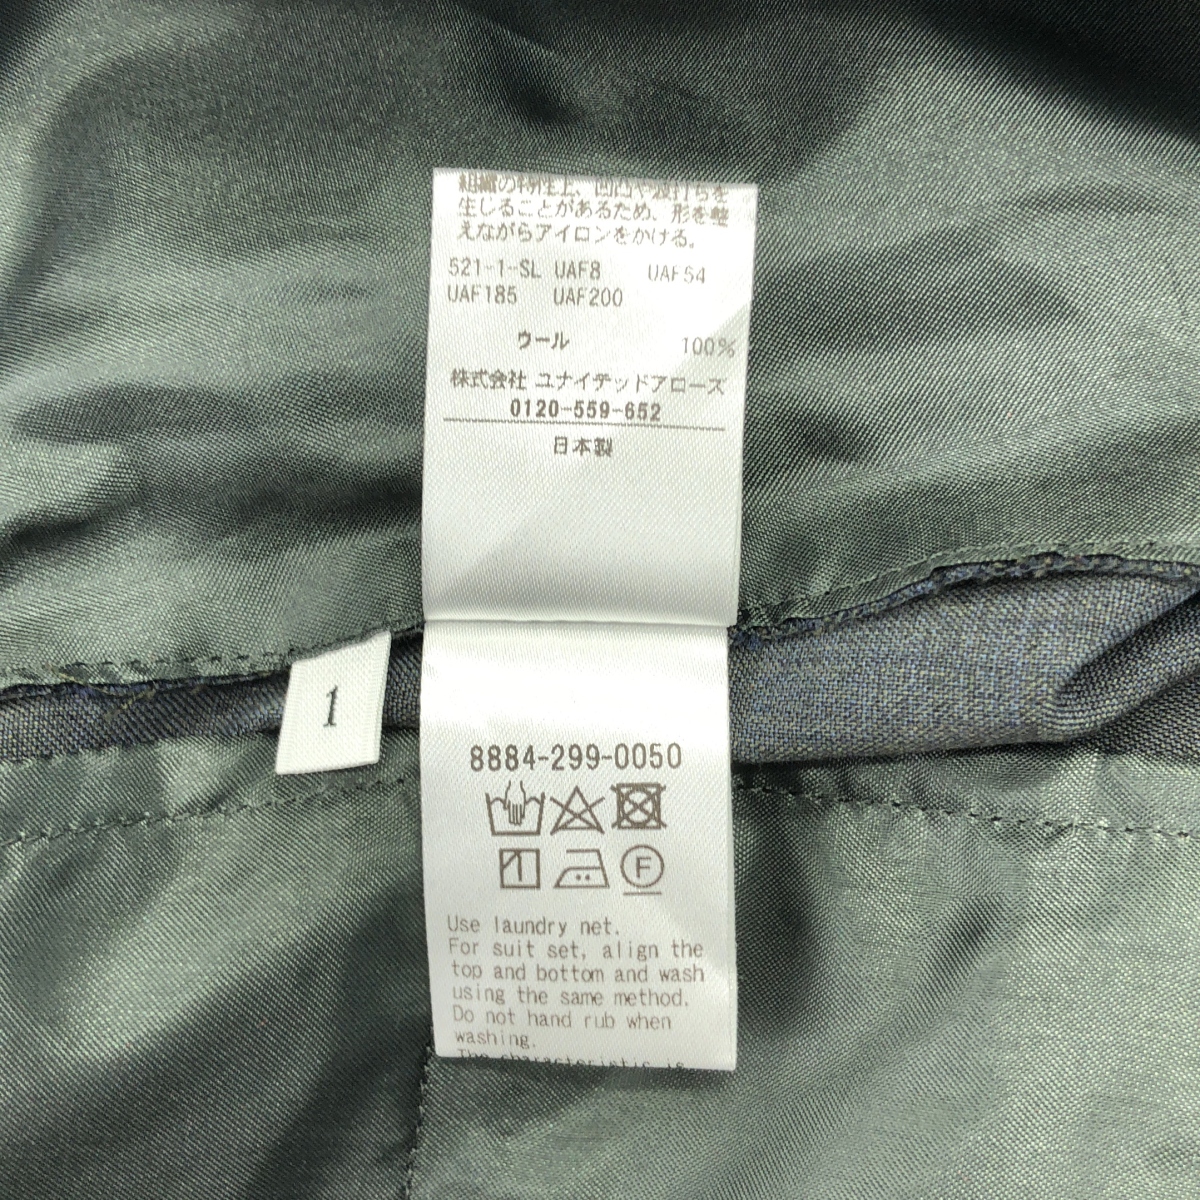 組織の特性上、凹凸や波打ちを
生じることがあるため、形を整
えながらアイロンをかける。
521-1-SL UAF8 UAF54
UAF185 UAF200
ウール 100%
株式会社 ユナイテッドアローズ
0120-559-652
日本製
1
8884-299-0050
F
Use laundry net.
For suit set, align the
top and bottom and wash
using the same method.
Do not hand rub when
washing.
The characteristic is